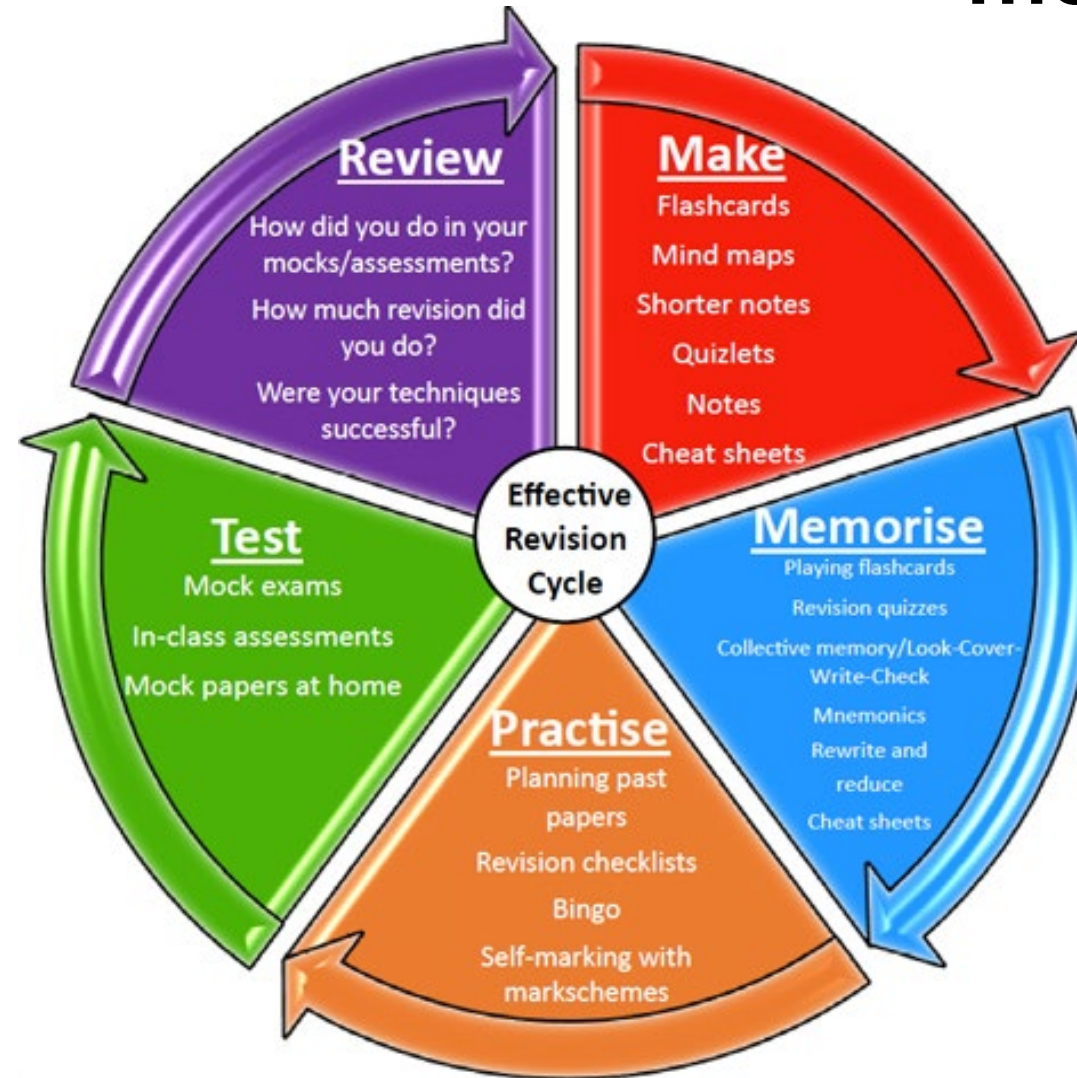 Review
How did you do in your
mocks/assessments?
How much revision did
you do?
Were your techniques
successful?
Make
Flashcards
Mind maps
Shorter notes
Quizlets
Notes
Cheat sheets
Effective
Revision
Cycle
Memorise
Playing flashcards
Revision quizzes
Collective memory/Look-Cover-
Write-Check
Mnemonics
Rewrite and
reduce
Cheat sheets
Practise
Planning past
papers
Revision checklists
Bingo
Self-marking with
markschemes
Test
Mock exams
In-class assessments
Mock papers at home